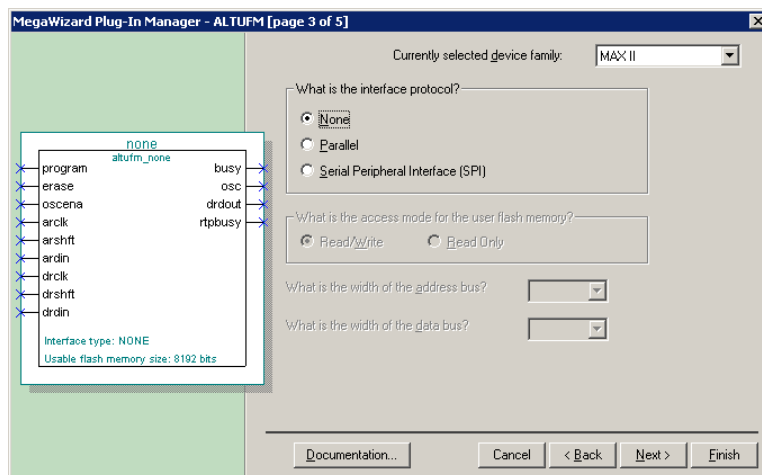 MegaWizard Plug-In Manager - ALTUFM [page 3 of 5]
Currently selected device family: MAX II
What is the interface protocol?
None
Parallel
Serial Peripheral Interface (SPI)
none
altufm_none
program busy
erase osc
oscena drdout
arclk rtpbusy
arshft
ardin
drclk
drshft
drdin
Interface type: NONE
Usable flash memory size: 8192 bits
What is the access mode for the user flash memory?
Read/Write Read Only
What is the width of the address bus?
What is the width of the data bus?
Documentation... Cancel < Back Next > Finish